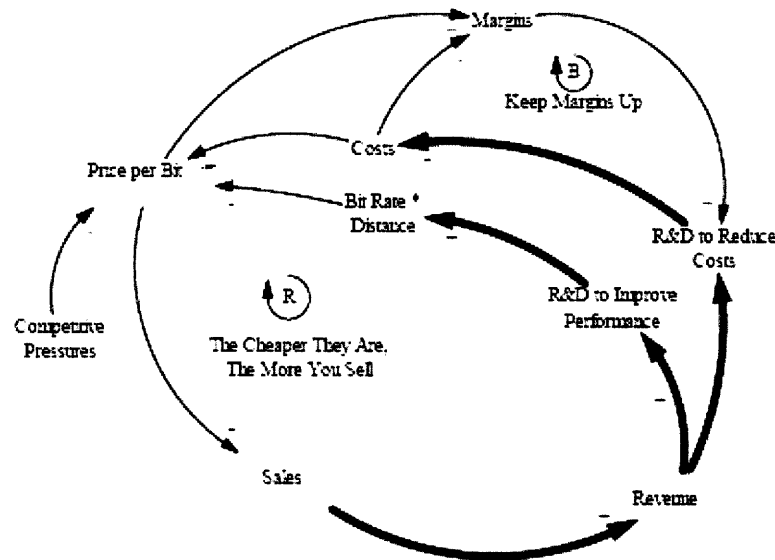 Margins
B
Keep Margins Up
Costs
Price per Bit
Bit Rate *
Distance
R&D to Reduce
Costs
R&D to Improve
Performance
R
Competitive
Pressures
The Cheaper They Are,
The More You Sell
Sales
Revenue